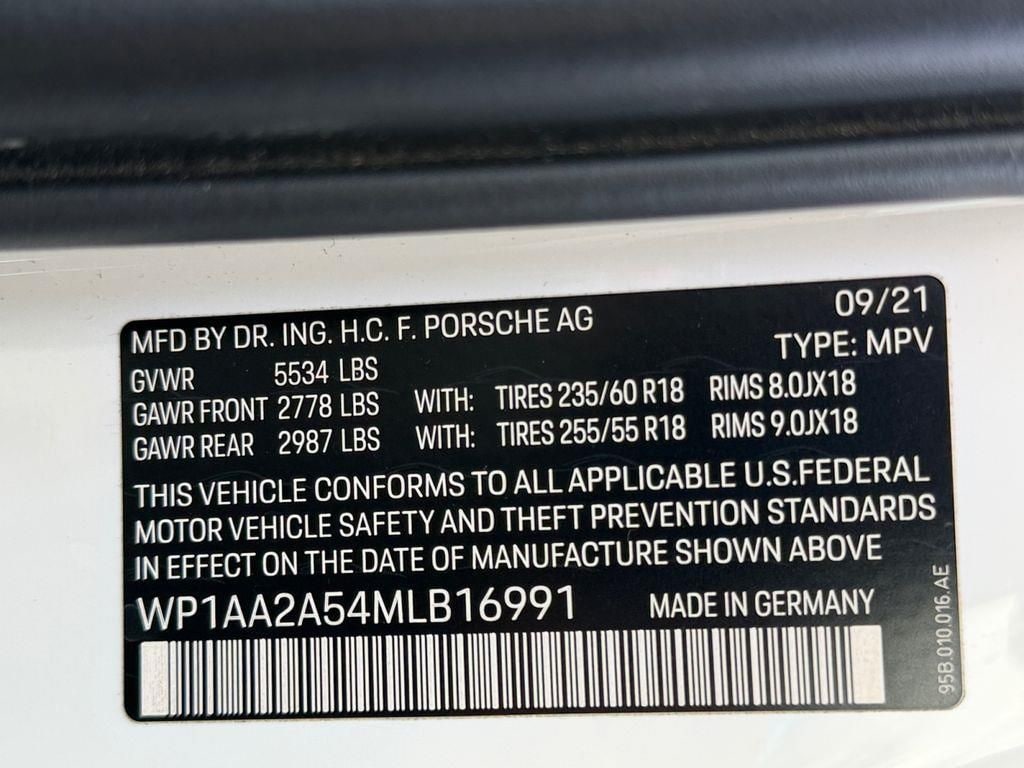 MFD BY DR. ING. H.C. F. PORSCHE AG 09/21
TYPE: MPV
GVWR 5534 LBS
GAWR FRONT 2778 LBS WITH: TIRES 235/60 R18 RIMS 8.0JX18
GAWR REAR 2987 LBS WITH: TIRES 255/55 R18 RIMS 9.0JX18
THIS VEHICLE CONFORMS TO ALL APPLICABLE U.S.FEDERAL
MOTOR VEHICLE SAFETY AND THEFT PREVENTION STANDARDS
IN EFFECT ON THE DATE OF MANUFACTURE SHOWN ABOVE
WP1AA2A54MLB16991 MADE IN GERMANY
95B.010.016.AE